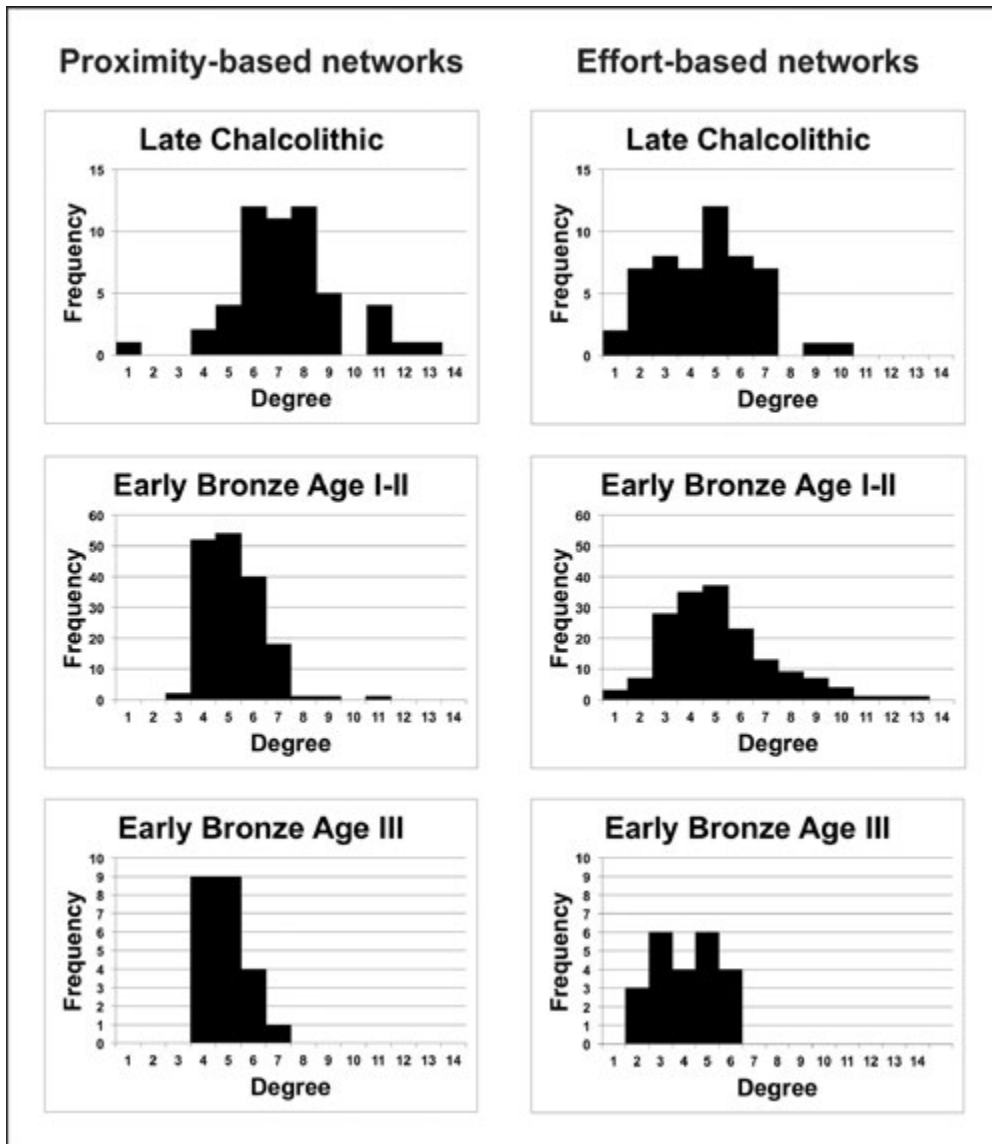 Proximity-based networks
Effort-based networks
Late Chalcolithic
15
10
5
0
Frequency
1 2 3 4 5 6 7 8 9 10 11 12 13 14
Degree
Late Chalcolithic
15
10
5
0
Frequency
1 2 3 4 5 6 7 8 9 10 11 12 13 14
Degree
Early Bronze Age I-II
60
50
40
30
20
10
0
Frequency
1 2 3 4 5 6 7 8 9 10 11 12 13 14
Degree
Early Bronze Age I-II
60
50
40
30
20
10
0
Frequency
1 2 3 4 5 6 7 8 9 10 11 12 13 14
Degree
Early Bronze Age III
10
9
8
7
6
5
4
3
2
1
0
Frequency
1 2 3 4 5 6 7 8 9 10 11 12 13 14
Degree
Early Bronze Age III
10
9
8
7
6
5
4
3
2
1
0
Frequency
1 2 3 4 5 6 7 8 9 10 11 12 13 14
Degree